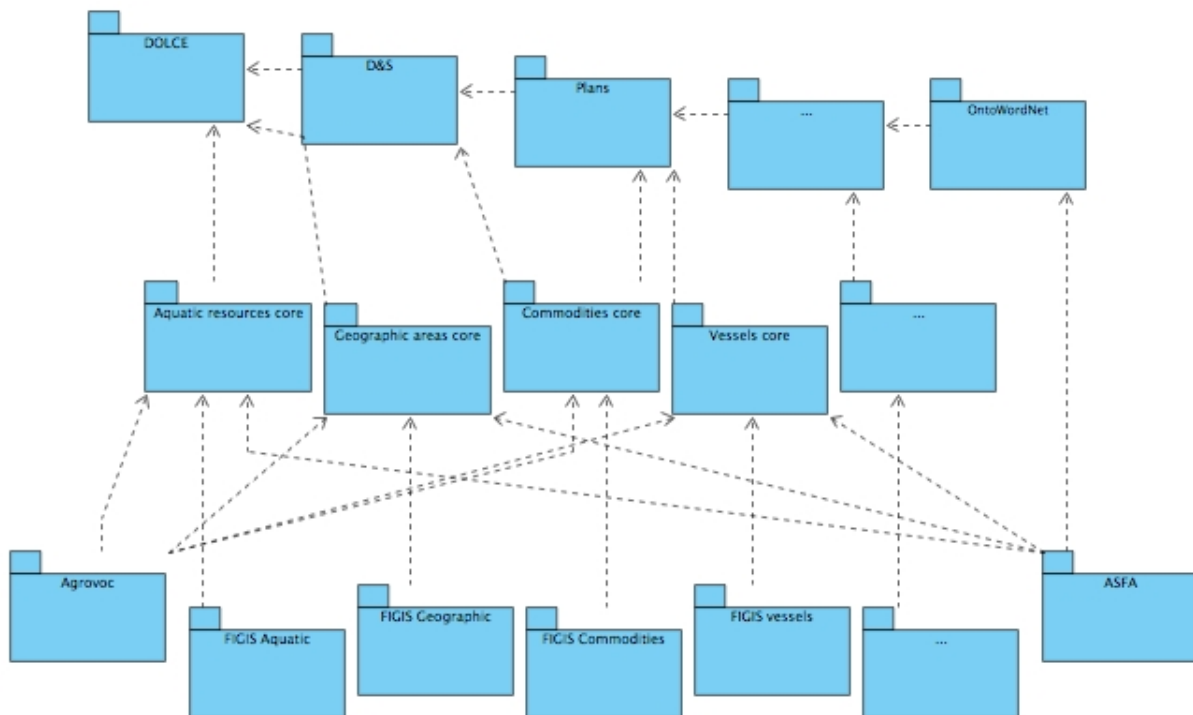 DOLCE
D&S
Plans
...
OntoWordNet
Aquatic resources core
Geographic areas core
Commodities core
Vessels core
...
Agrovoc
FIGIS Aquatic
FIGIS Geographic
FIGIS Commodities
FIGIS vessels
...
ASFA